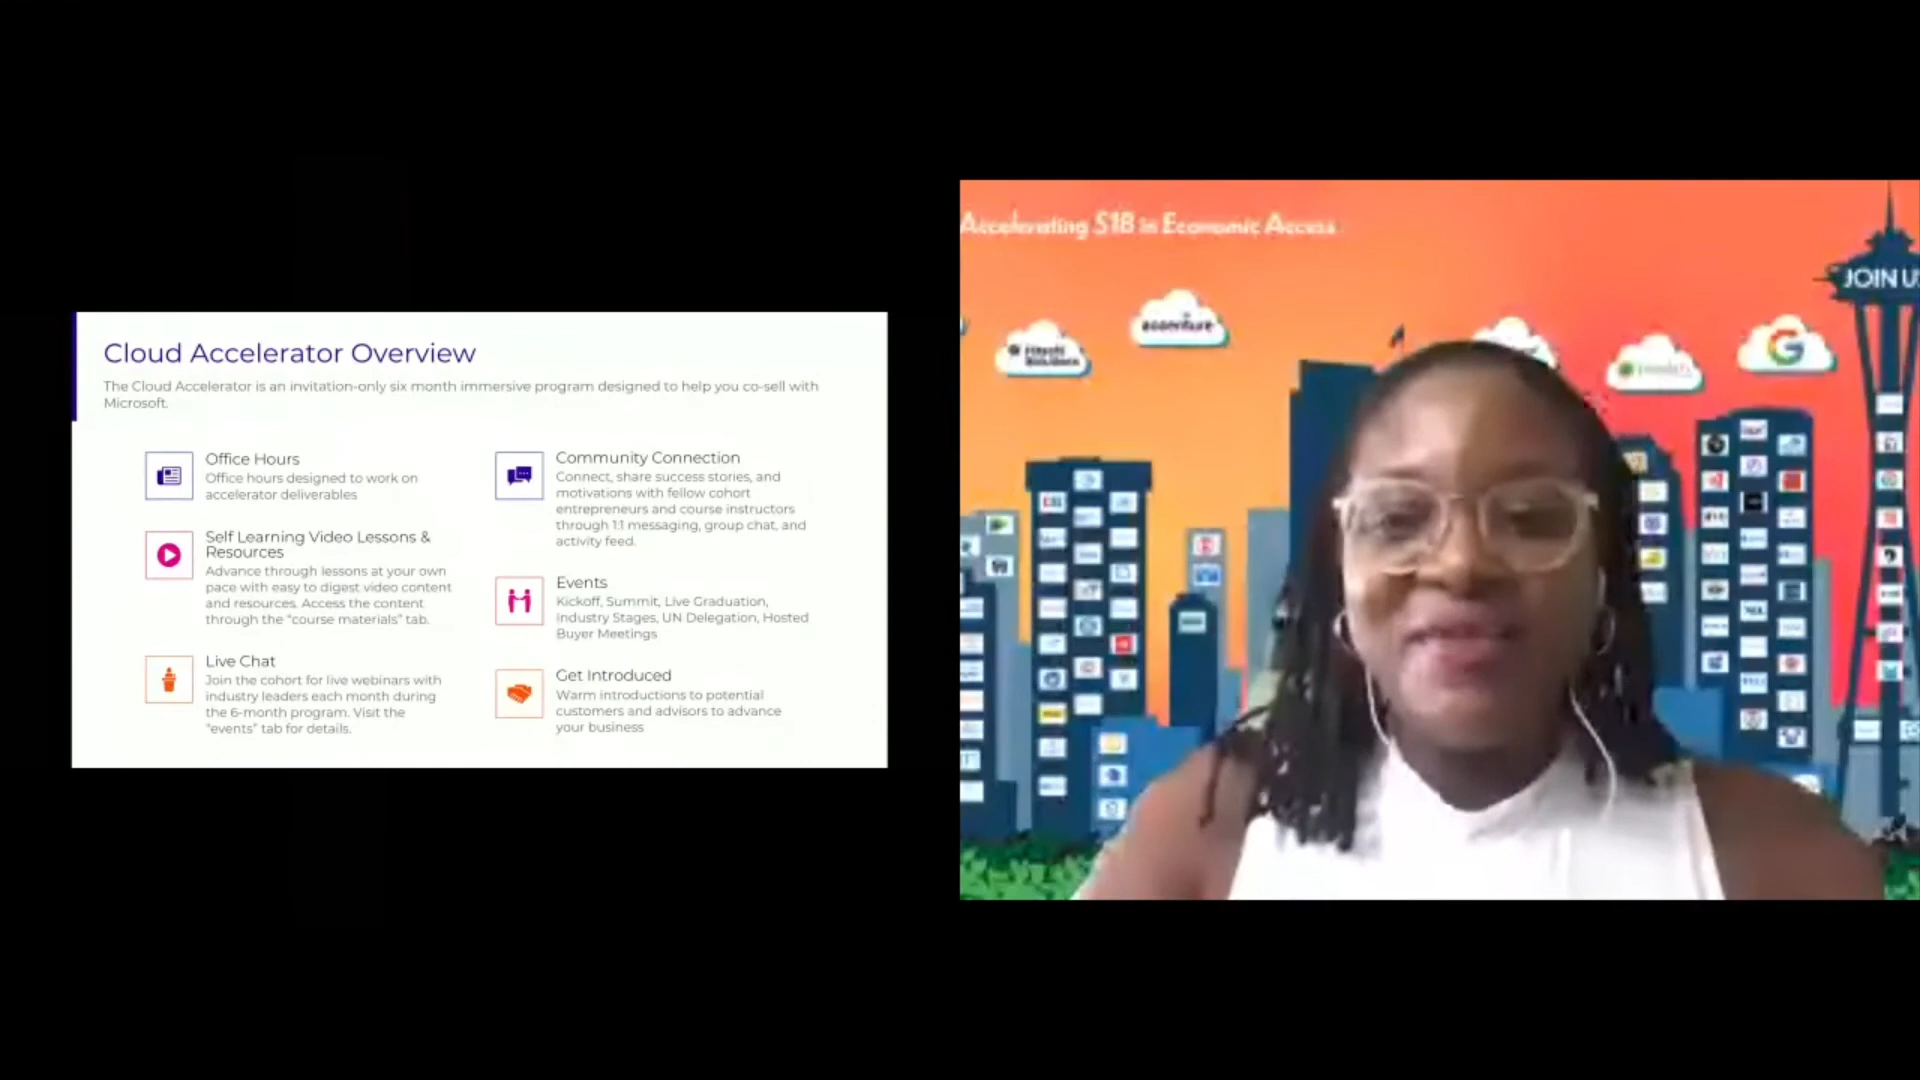 Cloud Accelerator Overview
The Cloud Accelerator is an invitation-only six month immersive program designed to help you co-sell with
Microsoft.
Office Hours
Office hours designed to work on
accelerator deliverables
Self Learning Video Lessons &
Resources
Advance through lessons at your own
pace with easy to digest video content
and resources. Access the content
through the "course materials" tab.
Live Chat
Join the cohort for live webinars with
industry leaders each month during
the 6-month program. Visit the
"events" tab for details.
Community Connection
Connect, share success stories, and
motivations with fellow cohort
entrepreneurs and course instructors
through 1:1 messaging, group chat, and
activity feed.
Events
Kickoff, Summit, Live Graduation,
Industry Stages, UN Delegation, Hosted
Buyer Meetings
Get Introduced
Warm introductions to potential
customers and advisors to advance
your business
Accelerating $1B in Economic Access
accenture
G
JOIN U